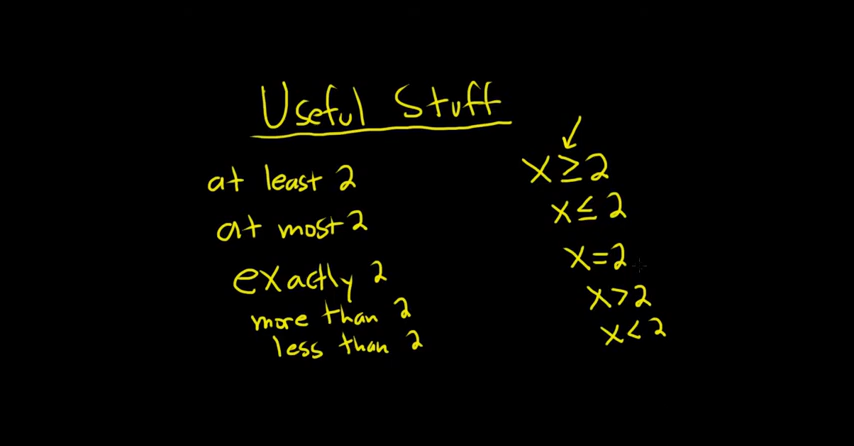 Useful Stuff
at least 2 x ≥ 2
at most 2 x ≤ 2
exactly 2 x = 2
more than 2 x > 2
less than 2 x < 2